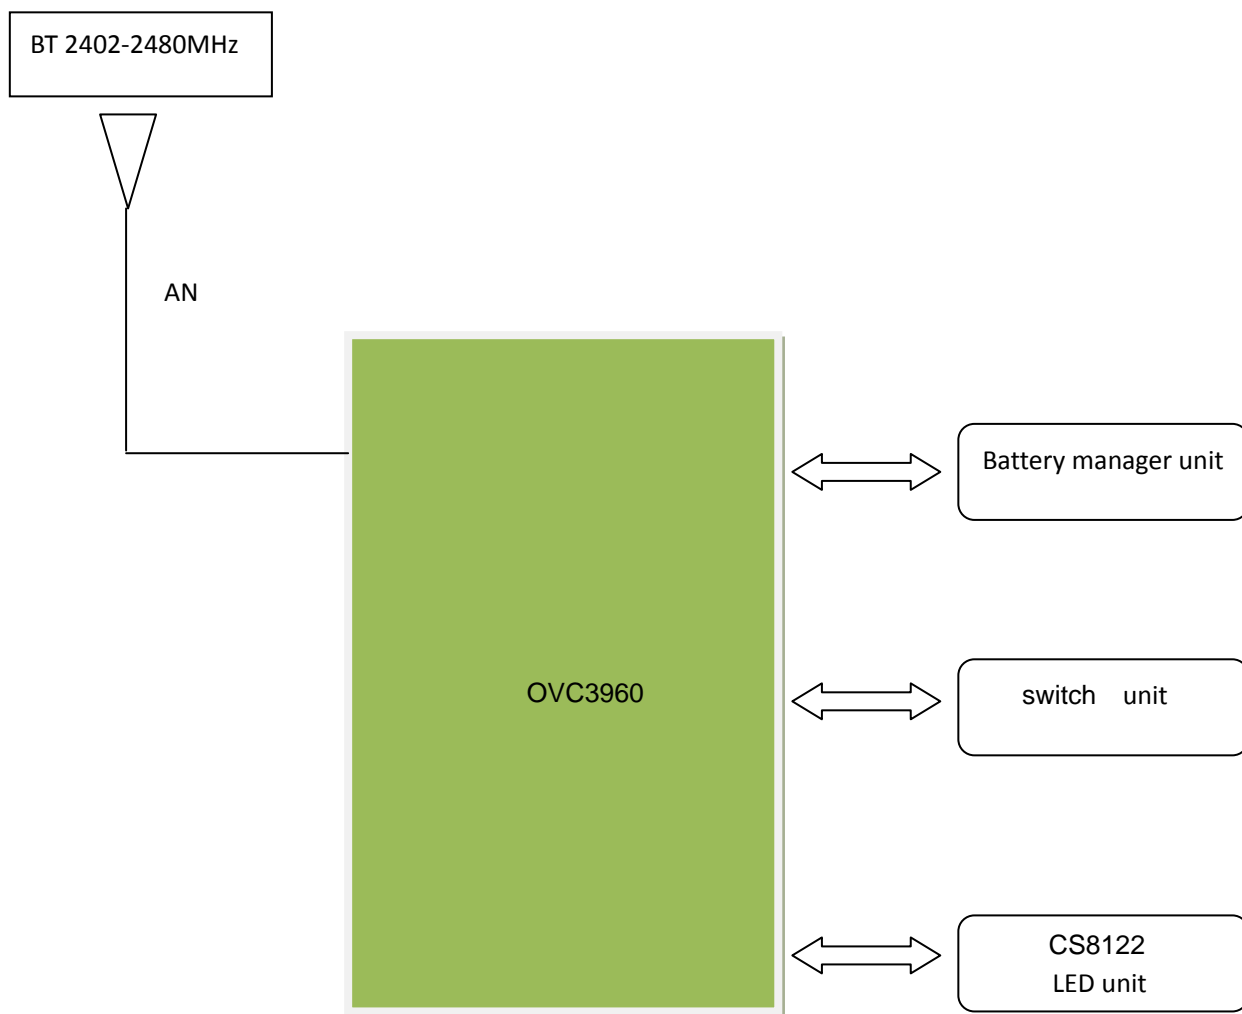 BT 2402-2480MHz
AN
Battery manager unit
OVC3960
switch unit
CS8122
LED unit